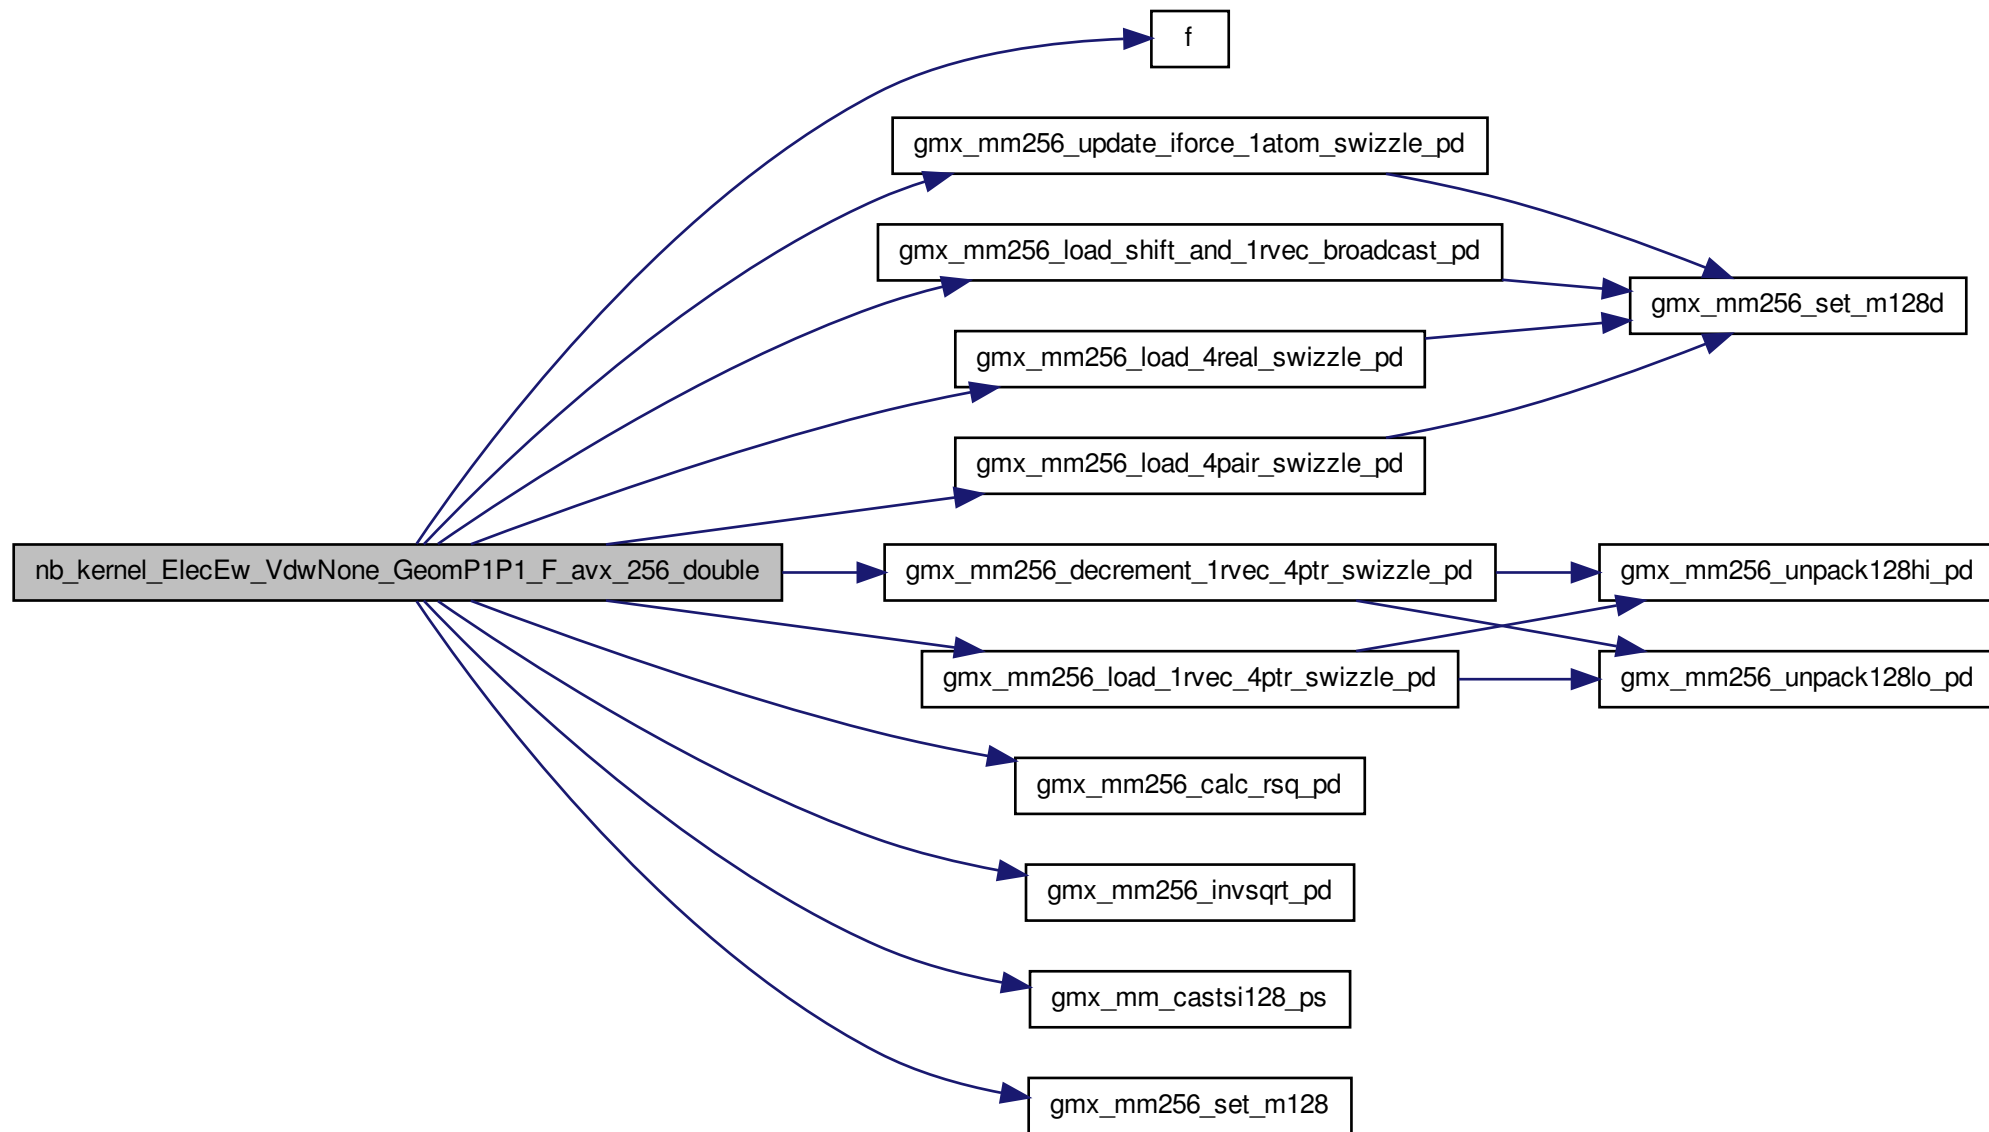 f
gmx_mm256_update_iforce_1atom_swizzle_pd
gmx_mm256_load_shift_and_1rvec_broadcast_pd
gmx_mm256_set_m128d
gmx_mm256_load_4real_swizzle_pd
gmx_mm256_load_4pair_swizzle_pd
nb_kernel_ElecEw_VdwNone_GeomP1P1_F_avx_256_double
gmx_mm256_decrement_1rvec_4ptr_swizzle_pd
gmx_mm256_unpack128hi_pd
gmx_mm256_load_1rvec_4ptr_swizzle_pd
gmx_mm256_unpack128lo_pd
gmx_mm256_calc_rsq_pd
gmx_mm256_invsqrt_pd
gmx_mm_castsi128_ps
gmx_mm256_set_m128